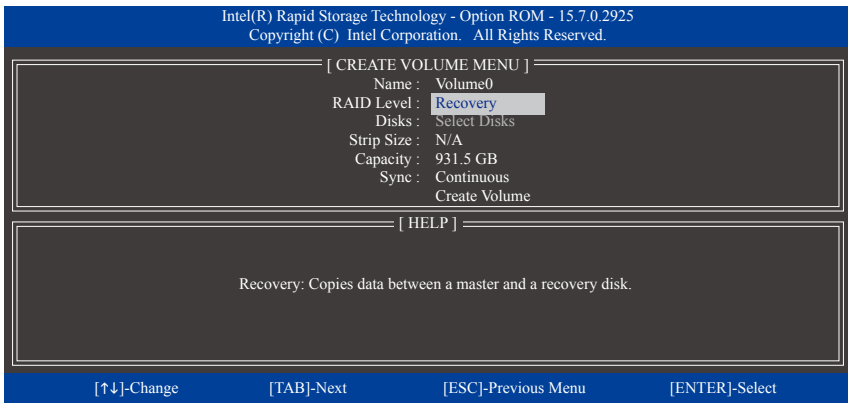 Intel(R) Rapid Storage Technology - Option ROM - 15.7.0.2925
Copyright (C) Intel Corporation. All Rights Reserved.
[ CREATE VOLUME MENU ]
Name : Volume0
RAID Level : Recovery
Disks : Select Disks
Strip Size : N/A
Capacity : 931.5 GB
Sync : Continuous
Create Volume
[ HELP ]
Recovery: Copies data between a master and a recovery disk.
[↑↓]-Change [TAB]-Next [ESC]-Previous Menu [ENTER]-Select